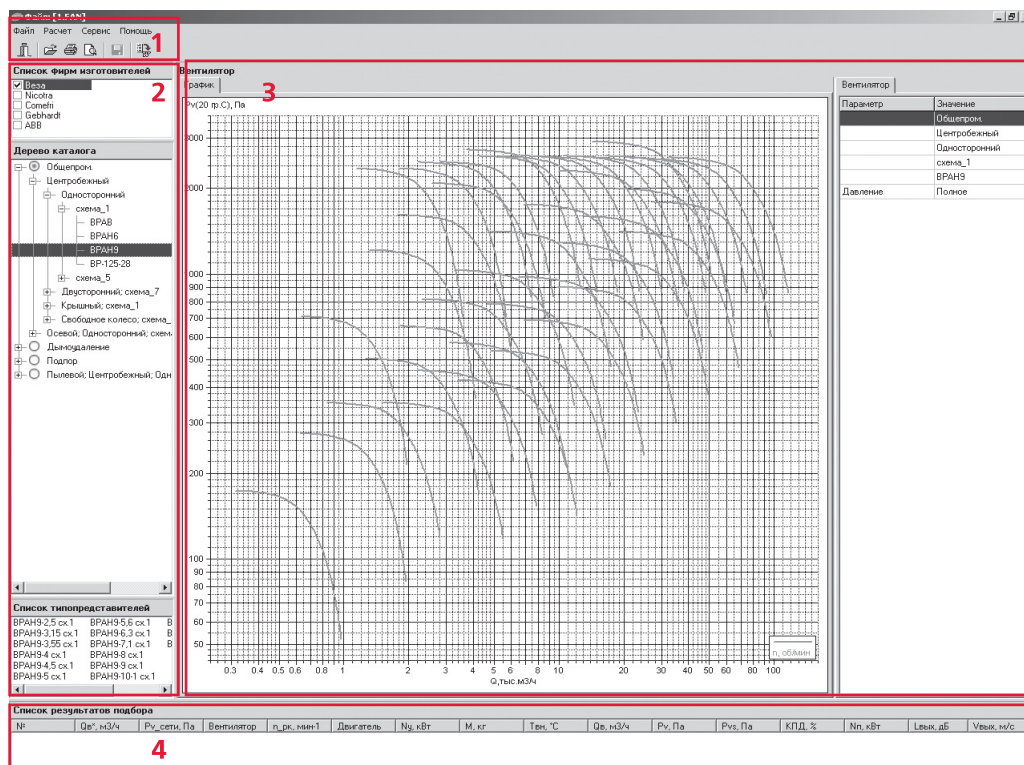 Файл [1.FAN]
Файл Расчет Сервис Помощь
1
Список фирм изготовителей
2
Веза
Nicotra
Comefri
Gebhardt
ABB
Дерево каталога
Общепром.
Центробежный
Односторонний
схема_1
ВРАВ
ВРАН6
ВРАН9
ВР-125-28
схема_5
Двусторонний; схема_7
Крышный; схема_1
Свободное колесо; схема_
Осевой; Односторонний; схем
Дымоудаление
Подпор
Пылевой; Центробежный; Одн
Список типопредставителей
ВРАН9-2,5 сх.1 ВРАН9-5,6 сх.1 В
ВРАН9-3,15 сх.1 ВРАН9-6,3 сх.1 В
ВРАН9-3,55 сх.1 ВРАН9-7,1 сх.1 В
ВРАН9-4 сх.1 ВРАН9-8 сх.1
ВРАН9-4,5 сх.1 ВРАН9-9 сх.1
ВРАН9-5 сх.1 ВРАН9-10-1 сх.1
Вентилятор
График
3
Pv(20 гр.С), Па
3000
2000
1000
900
800
700
600
500
400
300
200
100
90
80
70
60
50
0.3 0.4 0.5 0.6 1 2 3 4 5 6 8 10 20 30 40 50 60 80 100
Q,тыс.м3/ч
n, об/мин
Вентилятор
Параметр Значение
Общепром.
Центробежный
Односторонний
схема_1
ВРАН9
Давление Полное
Список результатов подбора
№ Qв*, м3/ч Pv_сети, Па Вентилятор n_рк, мин-1 Двигатель Ny, кВт М, кг Твн, °С Qв, м3/ч Pv, Па Pvs, Па КПД, % Nп, кВт Lвых, дБ Vвых, м/с
4